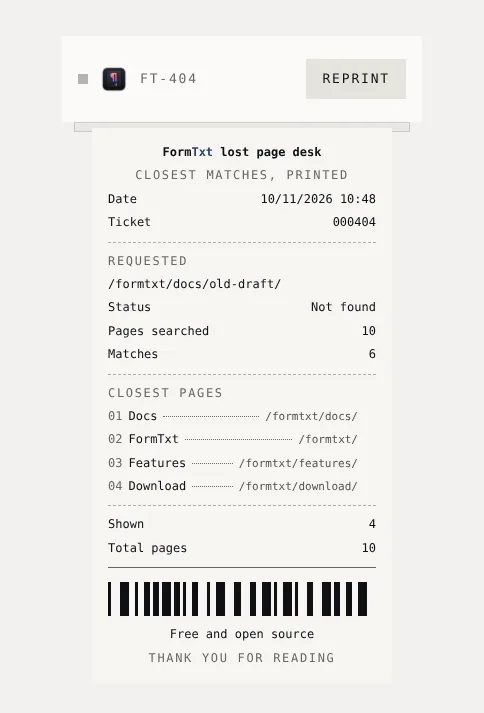 FT-404
REPRINT
FormTxt lost page desk
CLOSEST MATCHES, PRINTED
Date 10/11/2026 10:48
Ticket 000404
REQUESTED
/formtxt/docs/old-draft/
Status Not found
Pages searched 10
Matches 6
CLOSEST PAGES
01 Docs /formtxt/docs/
02 FormTxt /formtxt/
03 Features /formtxt/features/
04 Download /formtxt/download/
Shown 4
Total pages 10
Free and open source
THANK YOU FOR READING